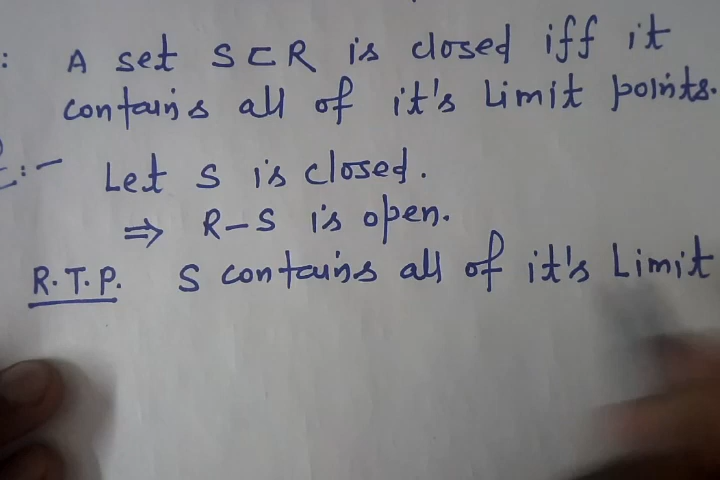 : A set S ⊂ R is closed iff it
contains all of it's Limit points.
:- Let S is closed.
⇒ R-S is open.
R.T.P. S contains all of it's Limit